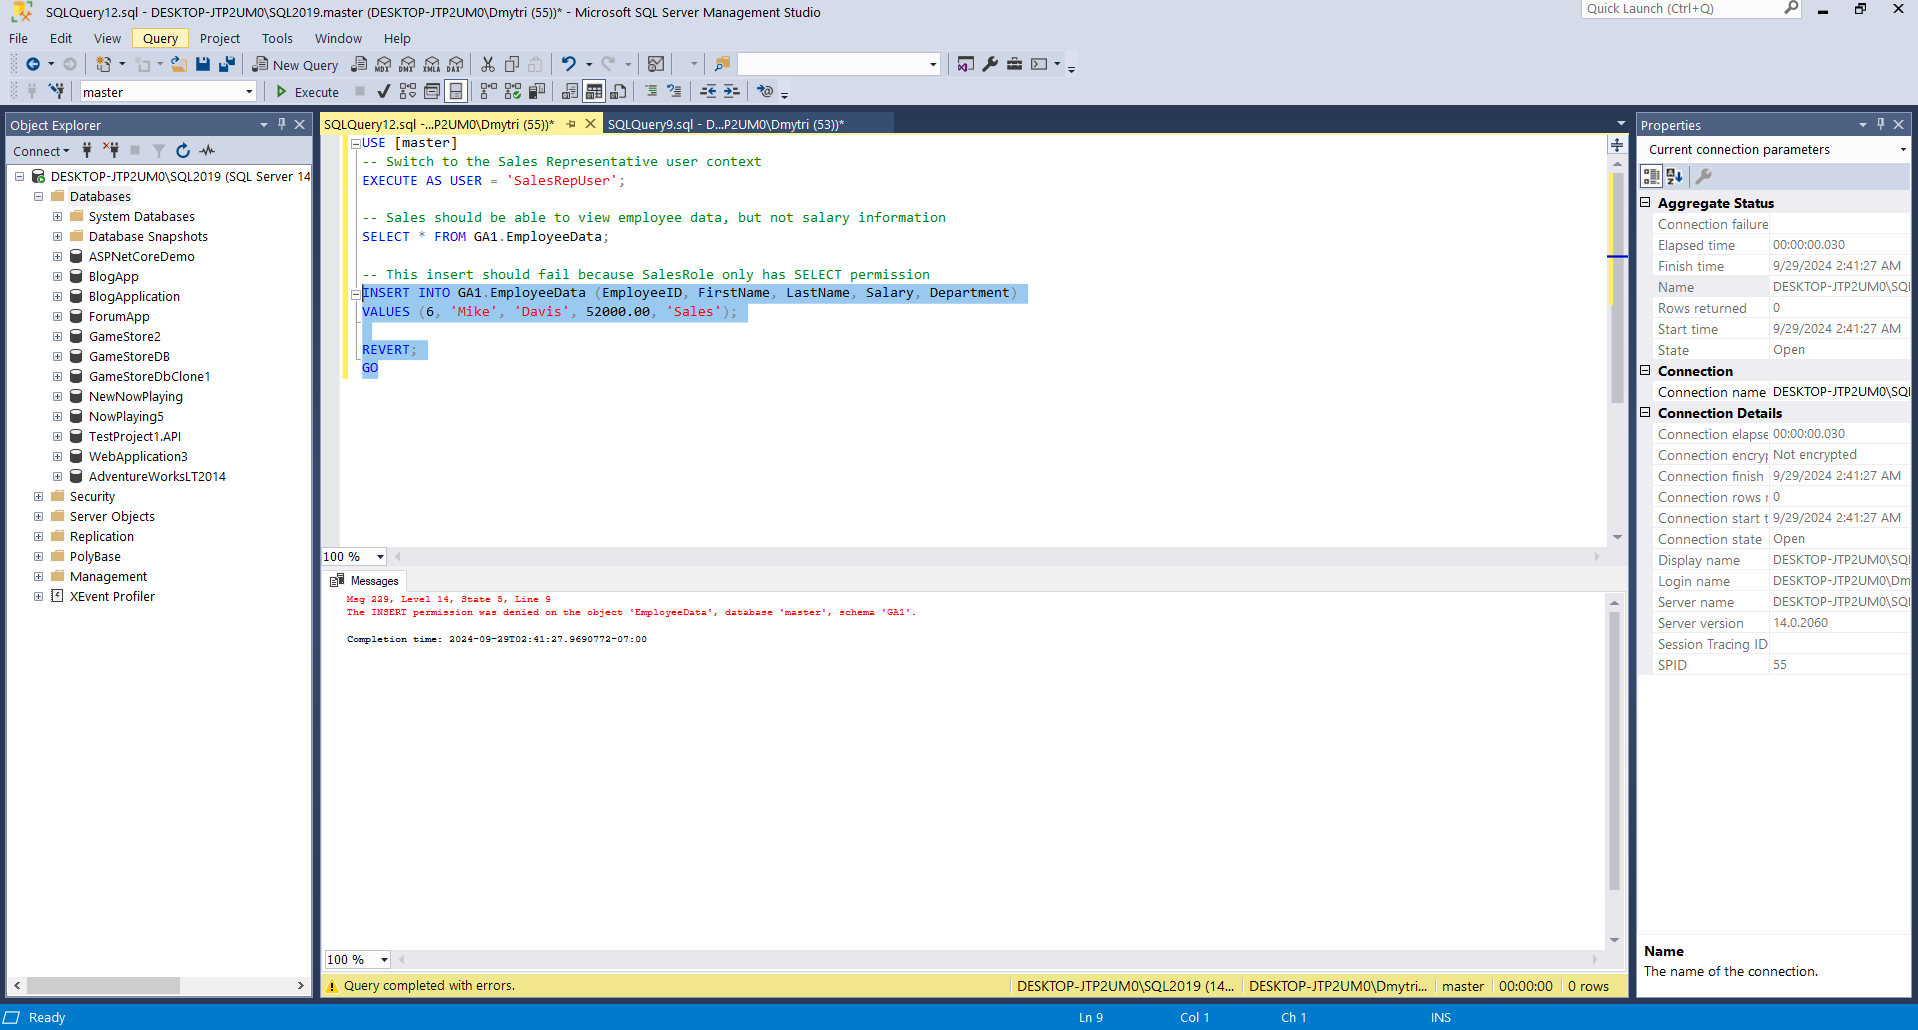 SQLQuery12.sql - DESKTOP-JTP2UM0\SQL2019.master (DESKTOP-JTP2UM0\Dmytri (55))* - Microsoft SQL Server Management Studio
Quick Launch (Ctrl+Q)
File Edit View Query Project Tools Window Help
New Query MDX DMX XMLA DAX
master Execute
Object Explorer
Connect
DESKTOP-JTP2UM0\SQL2019 (SQL Server 14
Databases
System Databases
Database Snapshots
ASPNetCoreDemo
BlogApp
BlogApplication
ForumApp
GameStore2
GameStoreDB
GameStoreDbClone1
NewNowPlaying
NowPlaying5
TestProject1.API
WebApplication3
AdventureWorksLT2014
Security
Server Objects
Replication
PolyBase
Management
XEvent Profiler
SQLQuery12.sql -...P2UM0\Dmytri (55))* SQLQuery9.sql - D...P2UM0\Dmytri (53))*
USE [master]
-- Switch to the Sales Representative user context
EXECUTE AS USER = 'SalesRepUser';
-- Sales should be able to view employee data, but not salary information
SELECT * FROM GA1.EmployeeData;
-- This insert should fail because SalesRole only has SELECT permission
INSERT INTO GA1.EmployeeData (EmployeeID, FirstName, LastName, Salary, Department)
VALUES (6, 'Mike', 'Davis', 52000.00, 'Sales');
REVERT;
GO
100 %
Messages
Msg 229, Level 14, State 5, Line 9
The INSERT permission was denied on the object 'EmployeeData', database 'master', schema 'GA1'.
Completion time: 2024-09-29T02:41:27.9690772-07:00
100 %
Query completed with errors. DESKTOP-JTP2UM0\SQL2019 (14... DESKTOP-JTP2UM0\Dmytri... master 00:00:00 0 rows
Properties
Current connection parameters
Aggregate Status
Connection failure
Elapsed time 00:00:00.030
Finish time 9/29/2024 2:41:27 AM
Name DESKTOP-JTP2UM0\SQ
Rows returned 0
Start time 9/29/2024 2:41:27 AM
State Open
Connection
Connection name DESKTOP-JTP2UM0\SQ
Connection Details
Connection elapse 00:00:00.030
Connection encryp Not encrypted
Connection finish 9/29/2024 2:41:27 AM
Connection rows r 0
Connection start t 9/29/2024 2:41:27 AM
Connection state Open
Display name DESKTOP-JTP2UM0\SQ
Login name DESKTOP-JTP2UM0\Dm
Server name DESKTOP-JTP2UM0\SQ
Server version 14.0.2060
Session Tracing ID
SPID 55
Name
The name of the connection.
Ready Ln 9 Col 1 Ch 1 INS